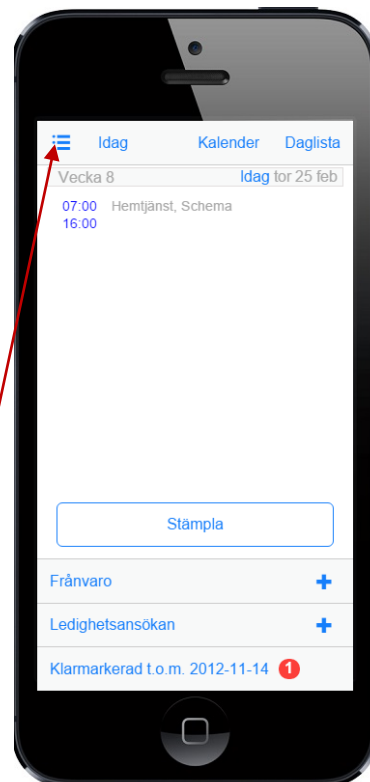 Idag Kalender Daglista
Vecka 8 Idag tor 25 feb
07:00 Hemtjänst, Schema
16:00
Stämpla
Frånvaro +
Ledighetsansökan +
Klarmarkerad t.o.m. 2012-11-14 1